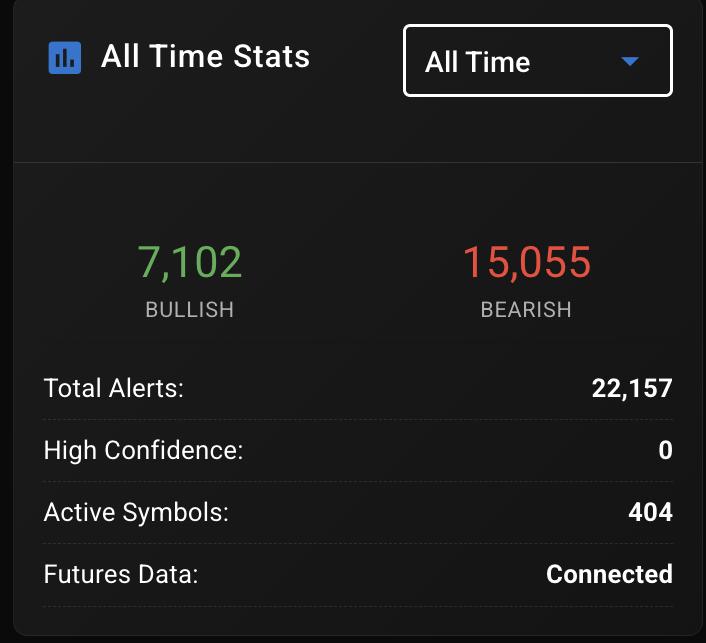 All Time Stats
All Time
7,102
15,055
BULLISH
BEARISH
Total Alerts: 22,157
High Confidence: 0
Active Symbols: 404
Futures Data: Connected